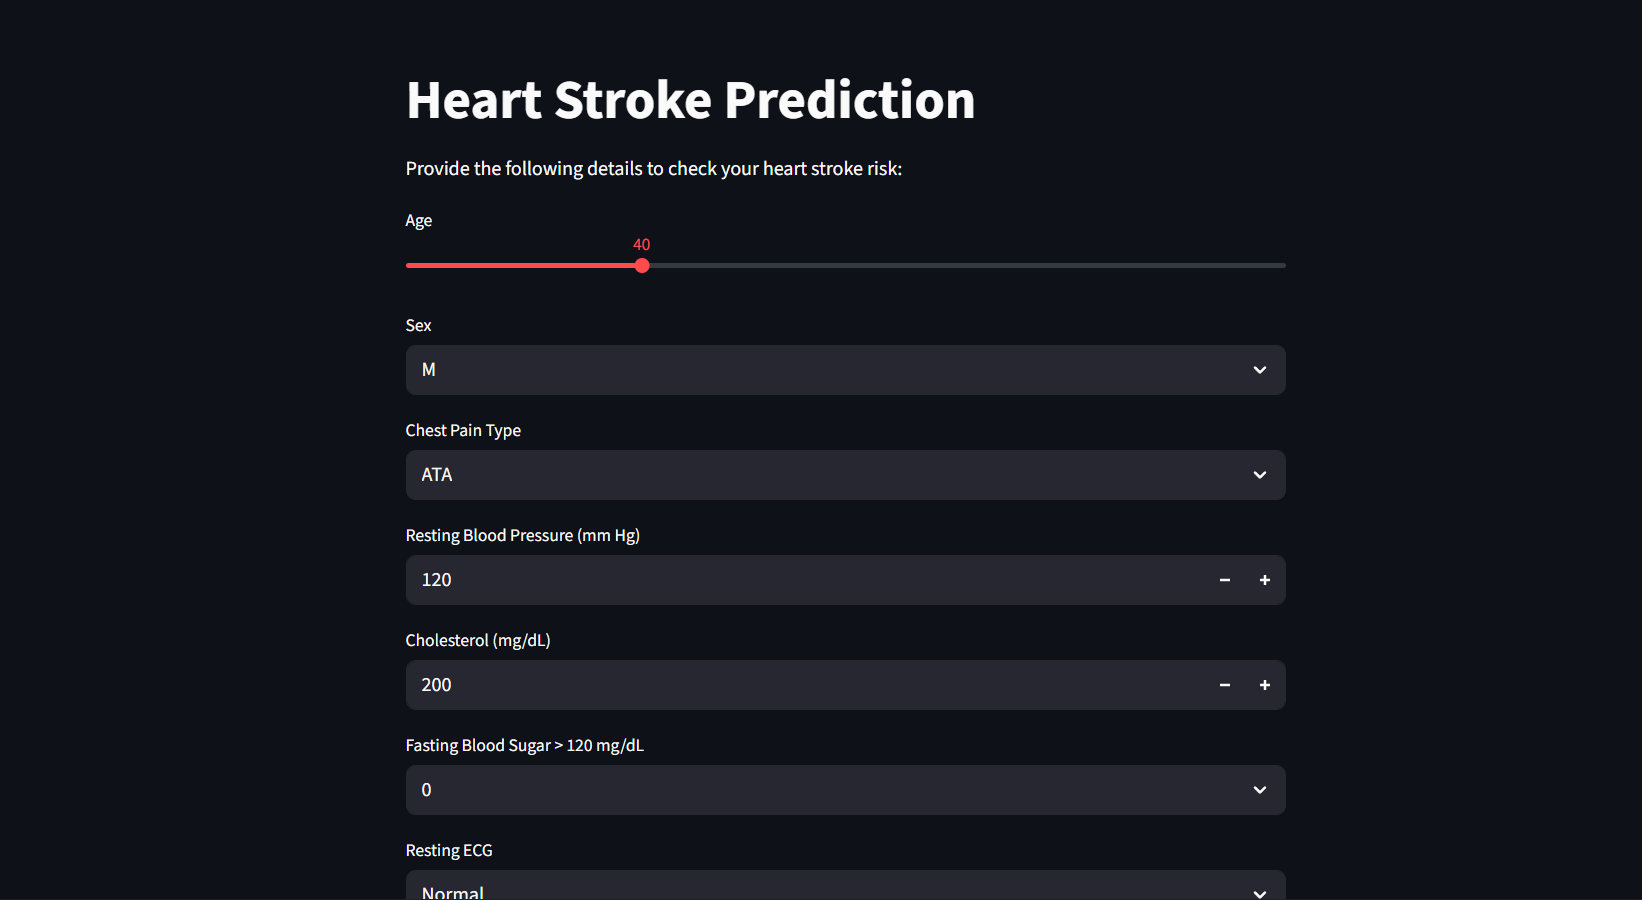 Heart Stroke Prediction
Provide the following details to check your heart stroke risk:
Age
40
Sex
M
Chest Pain Type
ATA
Resting Blood Pressure (mm Hg)
120
Cholesterol (mg/dL)
200
Fasting Blood Sugar > 120 mg/dL
0
Resting ECG
Normal